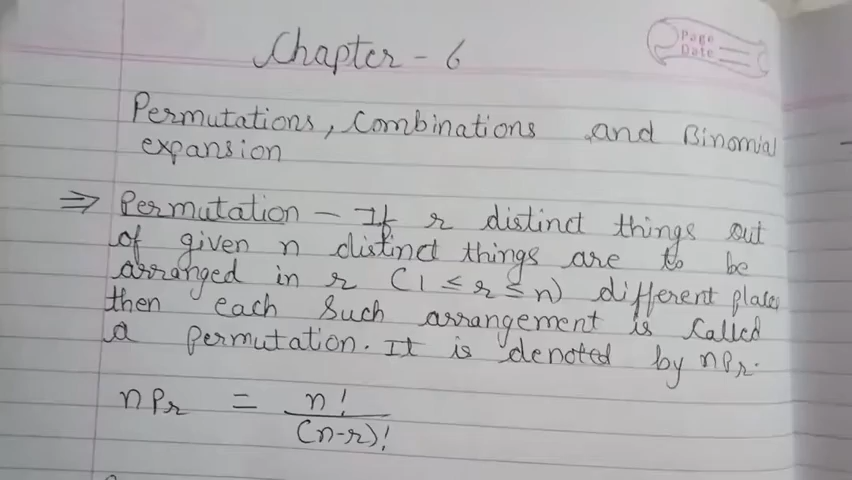 Chapter - 6
Page
Date
Permutations, Combinations and Binomial
expansion
⇒ Permutation - If r distinct things out
of given n distinct things are to be
arranged in r (1 ≤ r ≤ n) different places
then each such arrangement is called
a permutation. It is denoted by nPr.
nPr = n!
(n-r)!